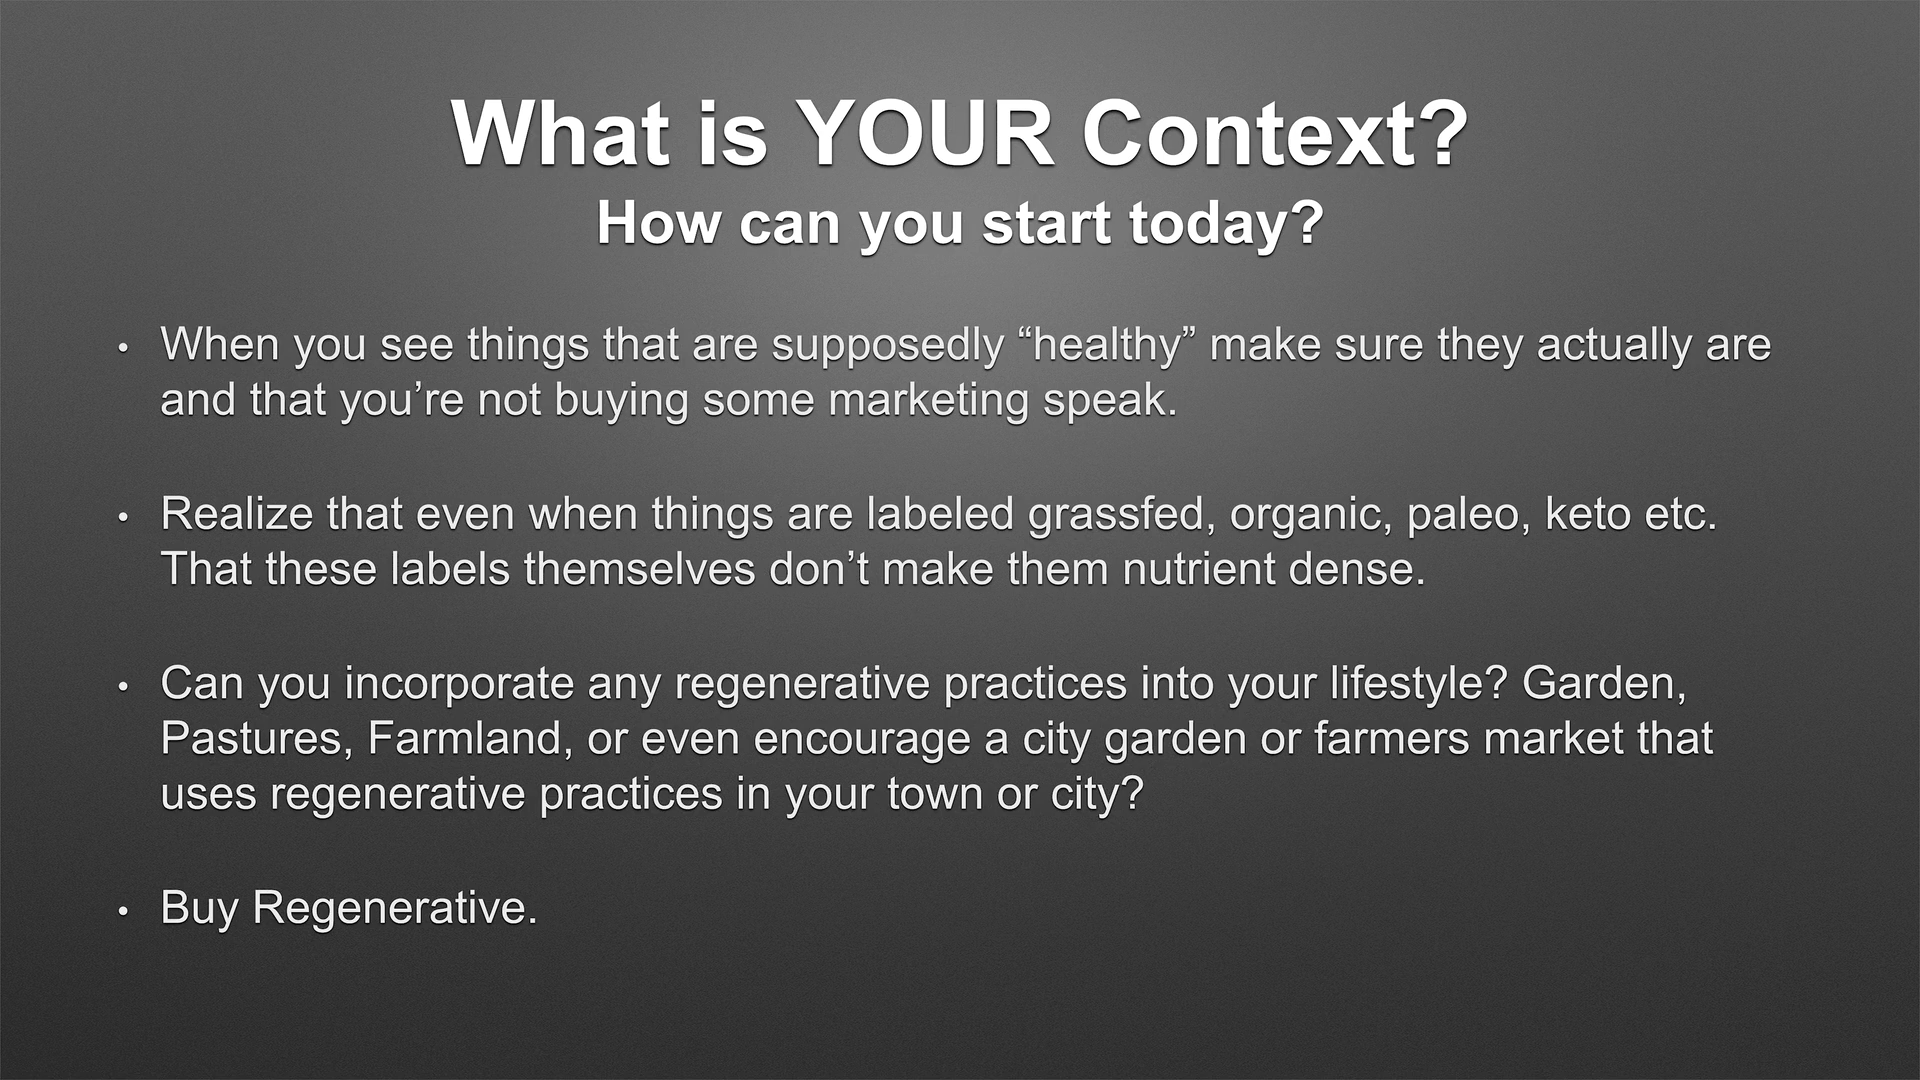 What is YOUR Context?
How can you start today?
• When you see things that are supposedly “healthy” make sure they actually are
and that you’re not buying some marketing speak.
• Realize that even when things are labeled grassfed, organic, paleo, keto etc.
That these labels themselves don’t make them nutrient dense.
• Can you incorporate any regenerative practices into your lifestyle? Garden,
Pastures, Farmland, or even encourage a city garden or farmers market that
uses regenerative practices in your town or city?
• Buy Regenerative.